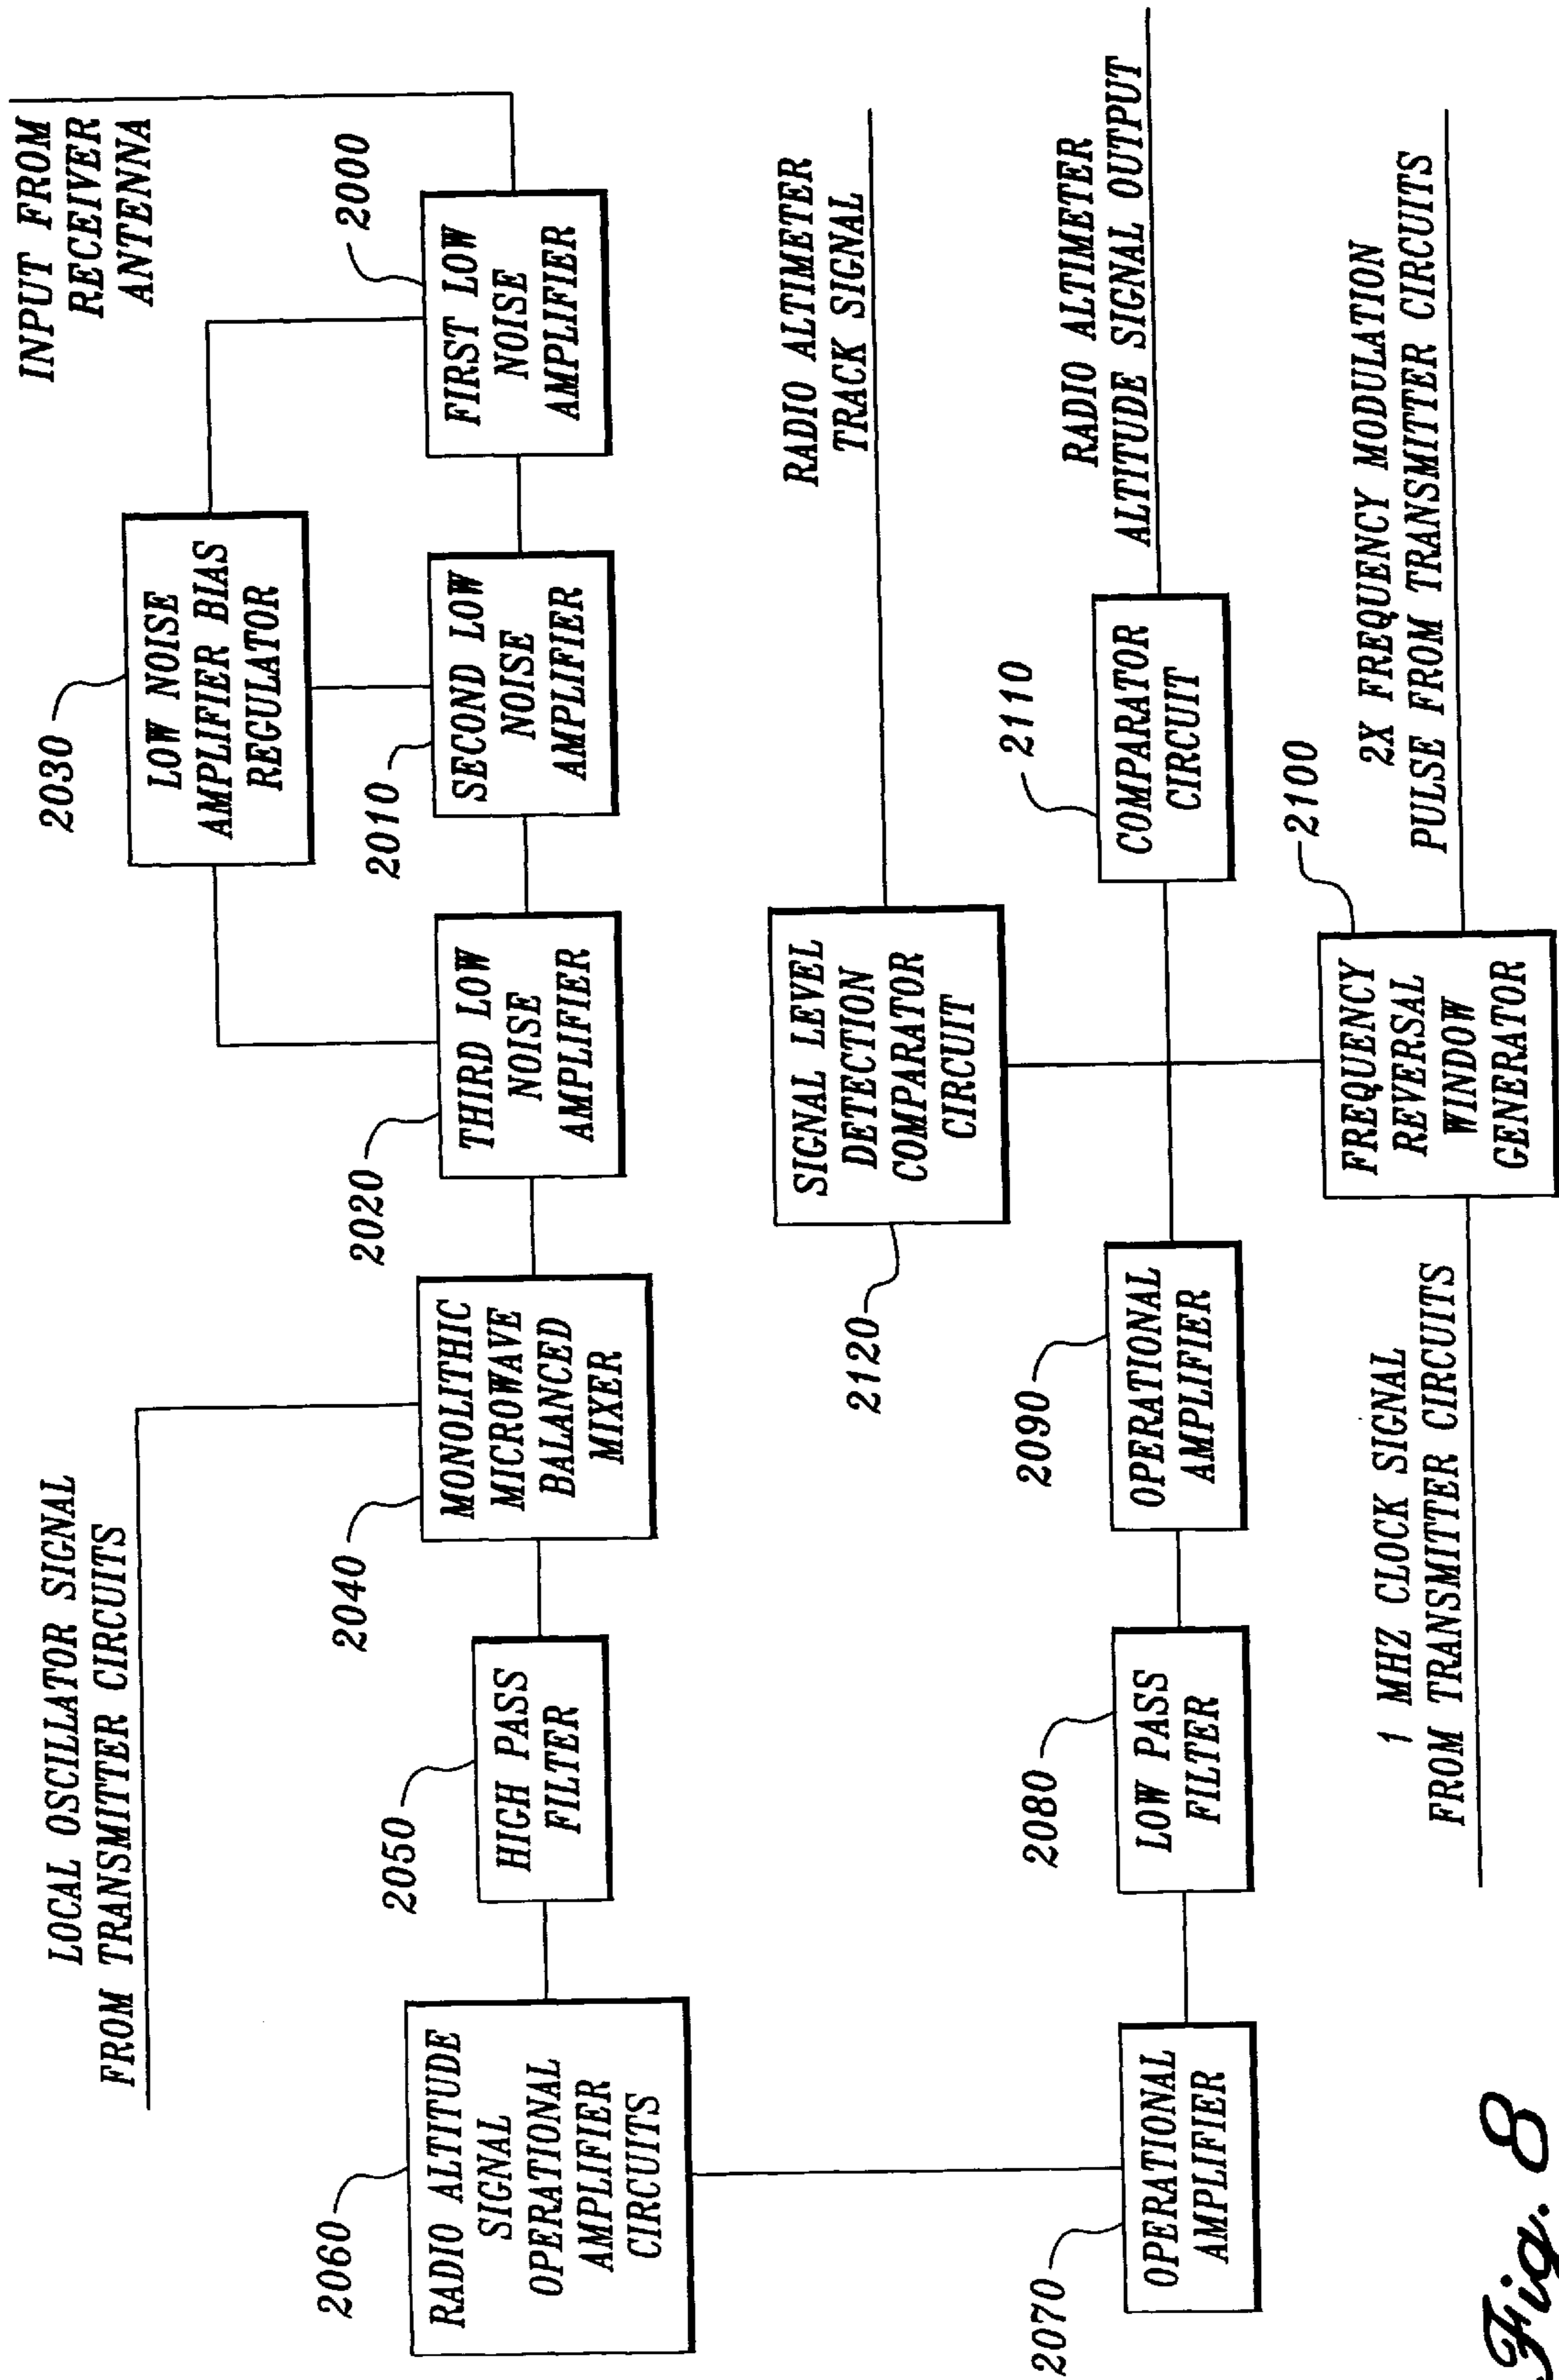 INPUT FROM
RECEIVER
ANTENNA
LOCAL OSCILLATOR SIGNAL
FROM TRANSMITTER CIRCUITS
2030
LOW NOISE
AMPLIFIER BIAS
REGULATOR
2060
RADIO ALTITUDE
SIGNAL
OPERATIONAL
AMPLIFIER
CIRCUITS
2050
HIGH PASS
FILTER
2040
MONOLITHIC
MICROWAVE
BALANCED
MIXER
2020
THIRD LOW
NOISE
AMPLIFIER
2010
SECOND LOW
NOISE
AMPLIFIER
2000
FIRST LOW
NOISE
AMPLIFIER
2120
SIGNAL LEVEL
DETECTION
COMPARATOR
CIRCUIT
RADIO ALTIMETER
TRACK SIGNAL
2070
OPERATIONAL
AMPLIFIER
2080
LOW PASS
FILTER
2090
OPERATIONAL
AMPLIFIER
2110
COMPARATOR
CIRCUIT
RADIO ALTIMETER
ALTITUDE SIGNAL OUTPUT
1 MHZ CLOCK SIGNAL
FROM TRANSMITTER CIRCUITS
2100
FREQUENCY
REVERSAL
WINDOW
GENERATOR
2X FREQUENCY MODULATION
PULSE FROM TRANSMITTER CIRCUITS
Fig. 8